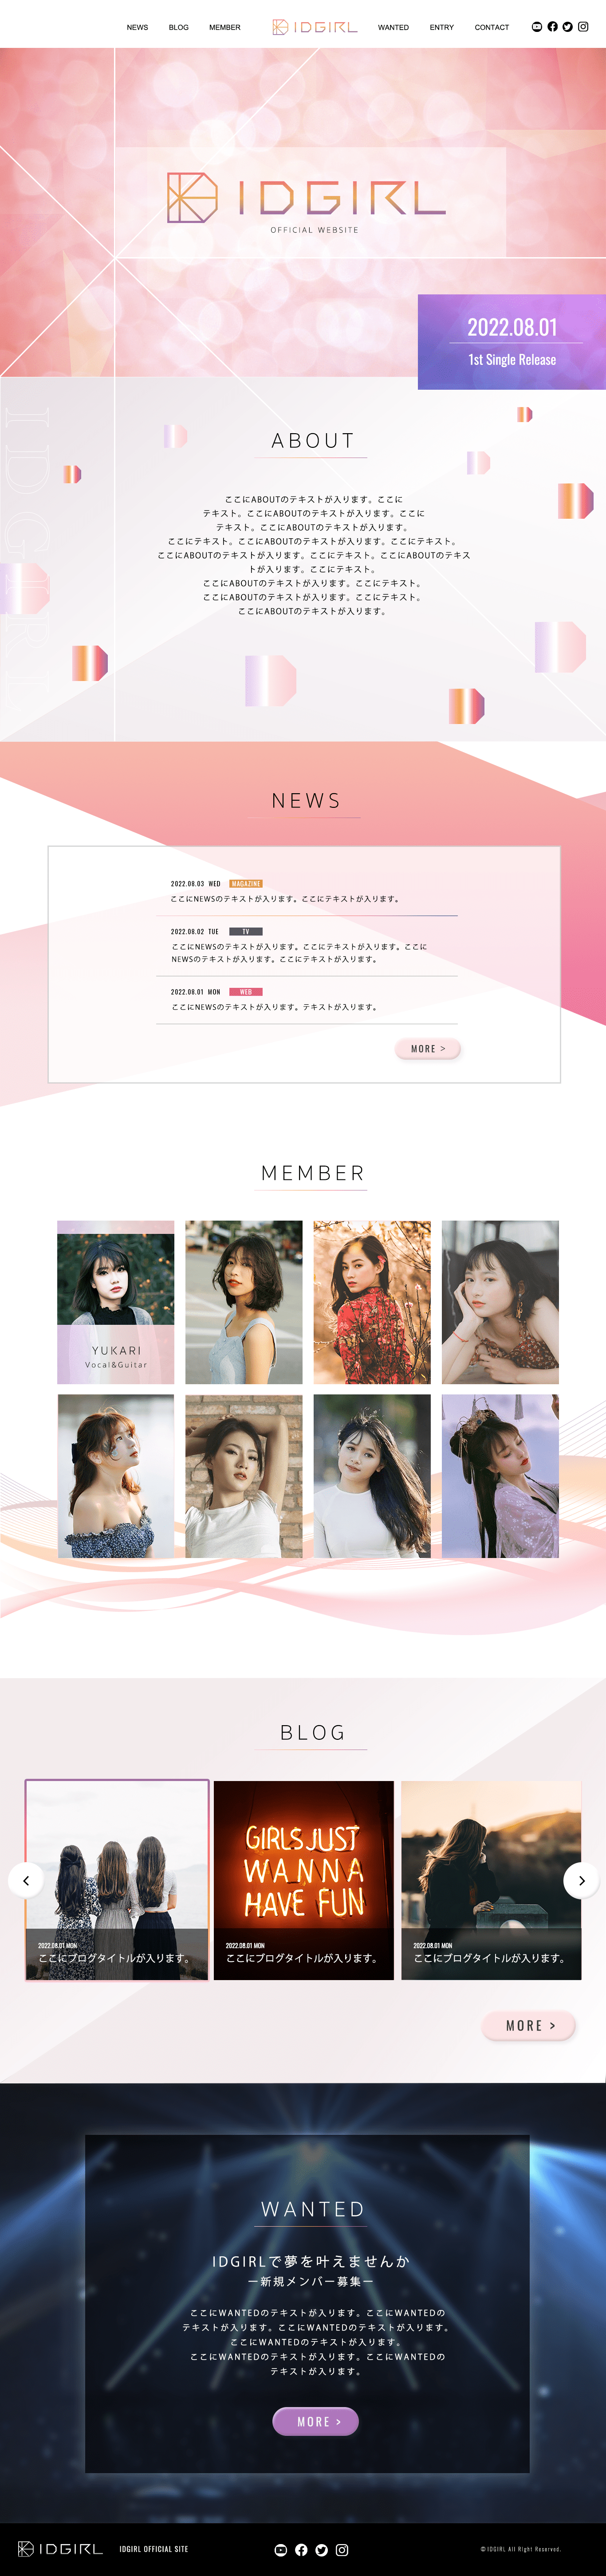 NEWS BLOG MEMBER IDGIRL WANTED ENTRY CONTACT
IDGIRL
OFFICIAL WEBSITE
2022.08.01
1st Single Release
IDGIRL
ABOUT
ここにABOUTのテキストが入ります。ここに
テキスト。ここにABOUTのテキストが入ります。ここに
テキスト。ここにABOUTのテキストが入ります。
ここにテキスト。ここにABOUTのテキストが入ります。ここにテキスト。
ここにABOUTのテキストが入ります。ここにテキスト。ここにABOUTのテキス
トが入ります。ここにテキスト。
ここにABOUTのテキストが入ります。ここにテキスト。
ここにABOUTのテキストが入ります。ここにテキスト。
ここにABOUTのテキストが入ります。
NEWS
2022.08.03 WED MAGAZINE
ここにNEWSのテキストが入ります。ここにテキストが入ります。
2022.08.02 TUE TV
ここにNEWSのテキストが入ります。ここにテキストが入ります。ここに
NEWSのテキストが入ります。ここにテキストが入ります。
2022.08.01 MON WEB
ここにNEWSのテキストが入ります。テキストが入ります。
MORE >
MEMBER
YUKARI
Vocal&Guitar
BLOG
GIRLS JUST
WANNA
HAVE FUN
2022.08.01 MON
ここにブログタイトルが入ります。
2022.08.01 MON
ここにブログタイトルが入ります。
2022.08.01 MON
ここにブログタイトルが入ります。
MORE >
WANTED
IDGIRLで夢を叶えませんか
ー新規メンバー募集ー
ここにWANTEDのテキストが入ります。ここにWANTEDの
テキストが入ります。ここにWANTEDのテキストが入ります。
ここにWANTEDのテキストが入ります。
ここにWANTEDのテキストが入ります。ここにWANTEDの
テキストが入ります。
MORE >
IDGIRL IDGIRL OFFICIAL SITE ©IDGIRL All Right Reserved.